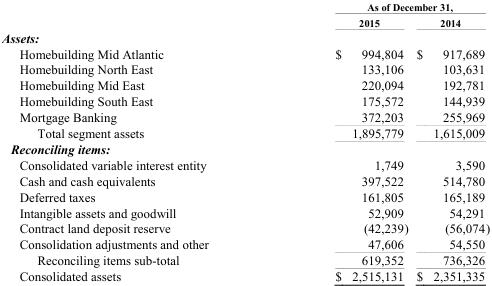 As of December 31,
2015 2014
Assets:
Homebuilding Mid Atlantic $ 994,804 $ 917,689
Homebuilding North East 133,106 103,631
Homebuilding Mid East 220,094 192,781
Homebuilding South East 175,572 144,939
Mortgage Banking 372,203 255,969
Total segment assets 1,895,779 1,615,009
Reconciling items:
Consolidated variable interest entity 1,749 3,590
Cash and cash equivalents 397,522 514,780
Deferred taxes 161,805 165,189
Intangible assets and goodwill 52,909 54,291
Contract land deposit reserve (42,239) (56,074)
Consolidation adjustments and other 47,606 54,550
Reconciling items sub-total 619,352 736,326
Consolidated assets $ 2,515,131 $ 2,351,335